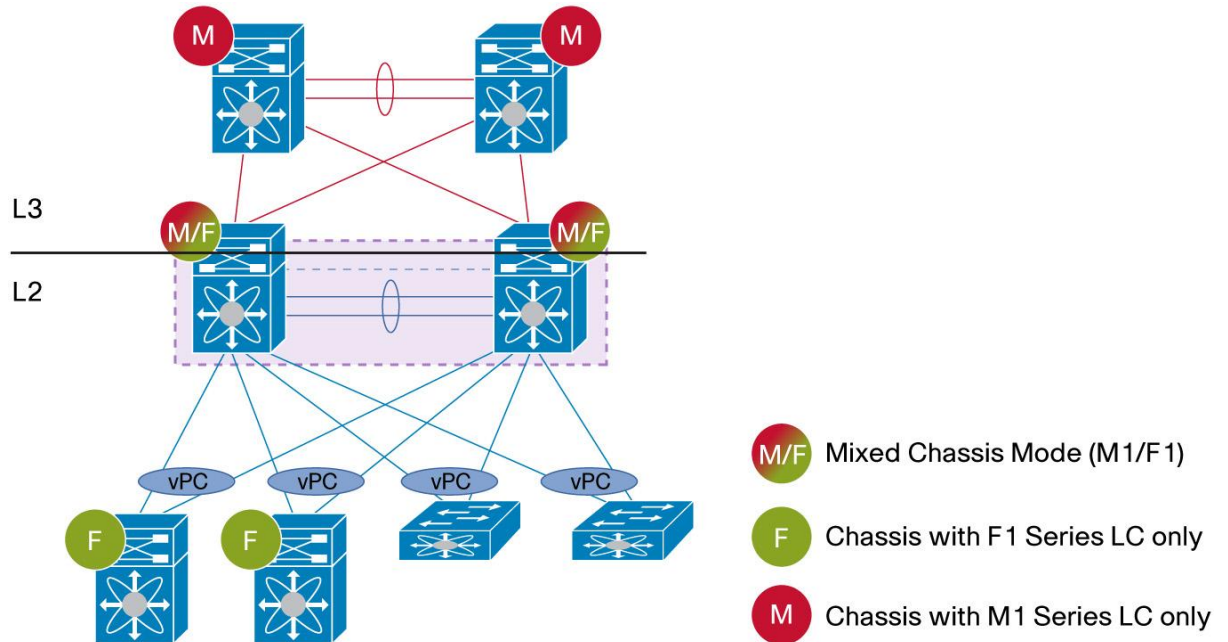 M
M
L3
M/F
M/F
L2
vPC
vPC
vPC
vPC
F
F
M/F Mixed Chassis Mode (M1/F1)
F Chassis with F1 Series LC only
M Chassis with M1 Series LC only